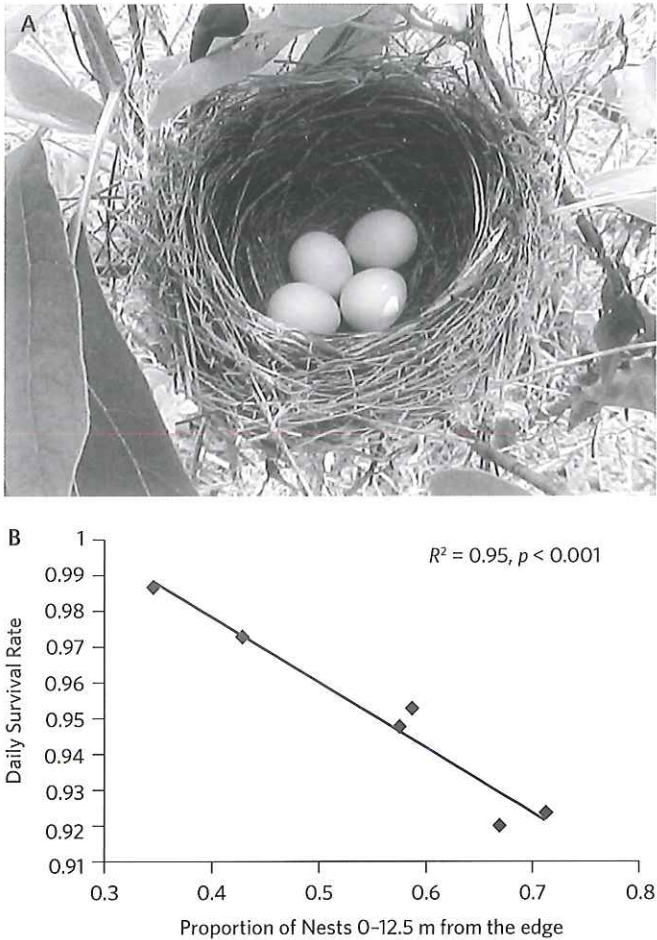 A
B
R² = 0.95, p < 0.001
Daily Survival Rate
1
0.99
0.98
0.97
0.96
0.95
0.94
0.93
0.92
0.91
0.3 0.4 0.5 0.6 0.7 0.8
Proportion of Nests 0–12.5 m from the edge